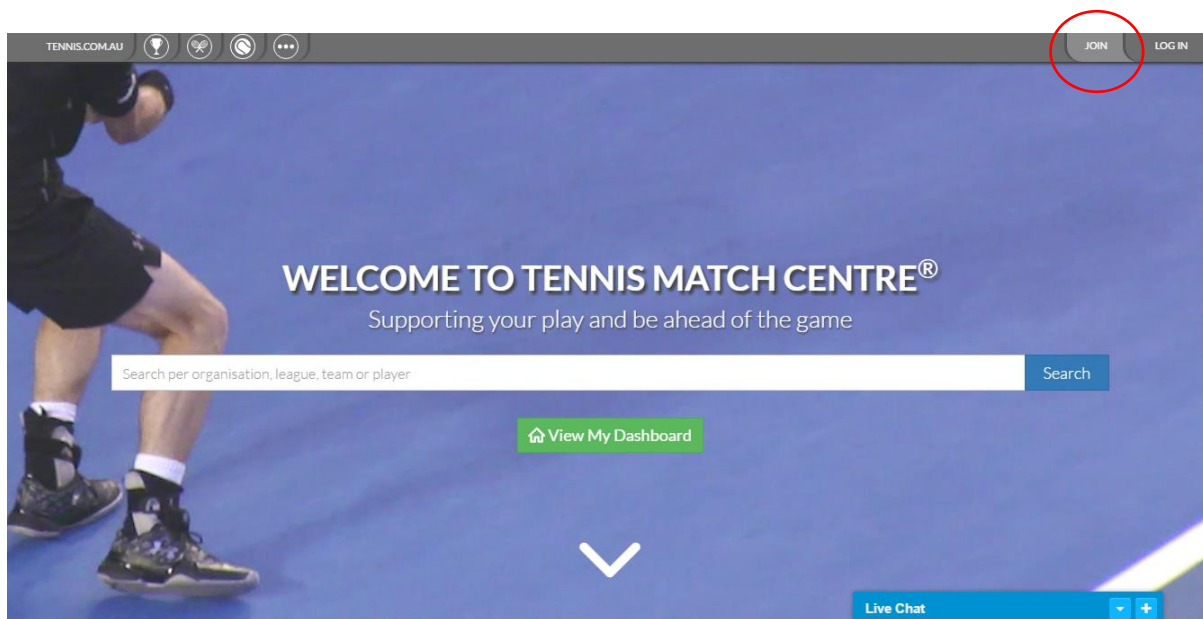 TENNIS.COM.AU
JOIN
LOG IN
WELCOME TO TENNIS MATCH CENTRE®
Supporting your play and be ahead of the game
Search per organisation, league, team or player
Search
View My Dashboard
Live Chat